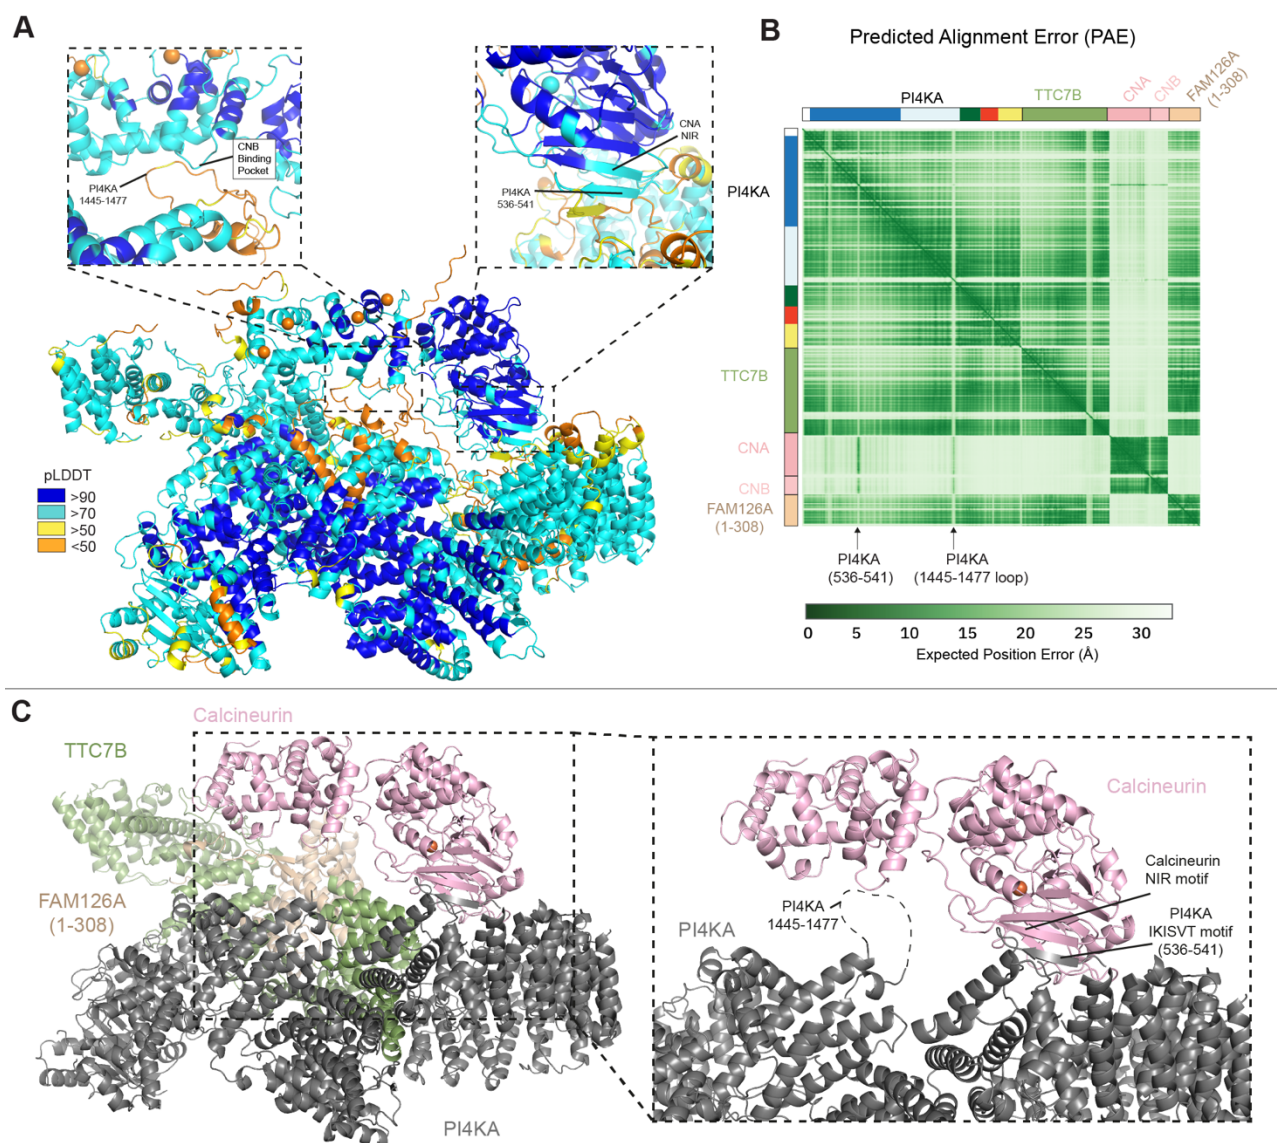 A
CNB
Binding
Pocket
PI4KA
1445-1477
CNA
NIR
PI4KA
536-541
pLDDT
>90
>70
>50
<50
B
Predicted Alignment Error (PAE)
PI4KA
TTC7B
CNA
CNB
FAM126A
(1-308)
PI4KA
TTC7B
CNA
CNB
FAM126A
(1-308)
PI4KA
(536-541)
PI4KA
(1445-1477 loop)
0 5 10 15 20 25 30
Expected Position Error (Å)
C
Calcineurin
TTC7B
FAM126A
(1-308)
PI4KA
Calcineurin
Calcineurin
NIR motif
PI4KA
IKISVT motif
(536-541)
PI4KA
1445-1477
PI4KA